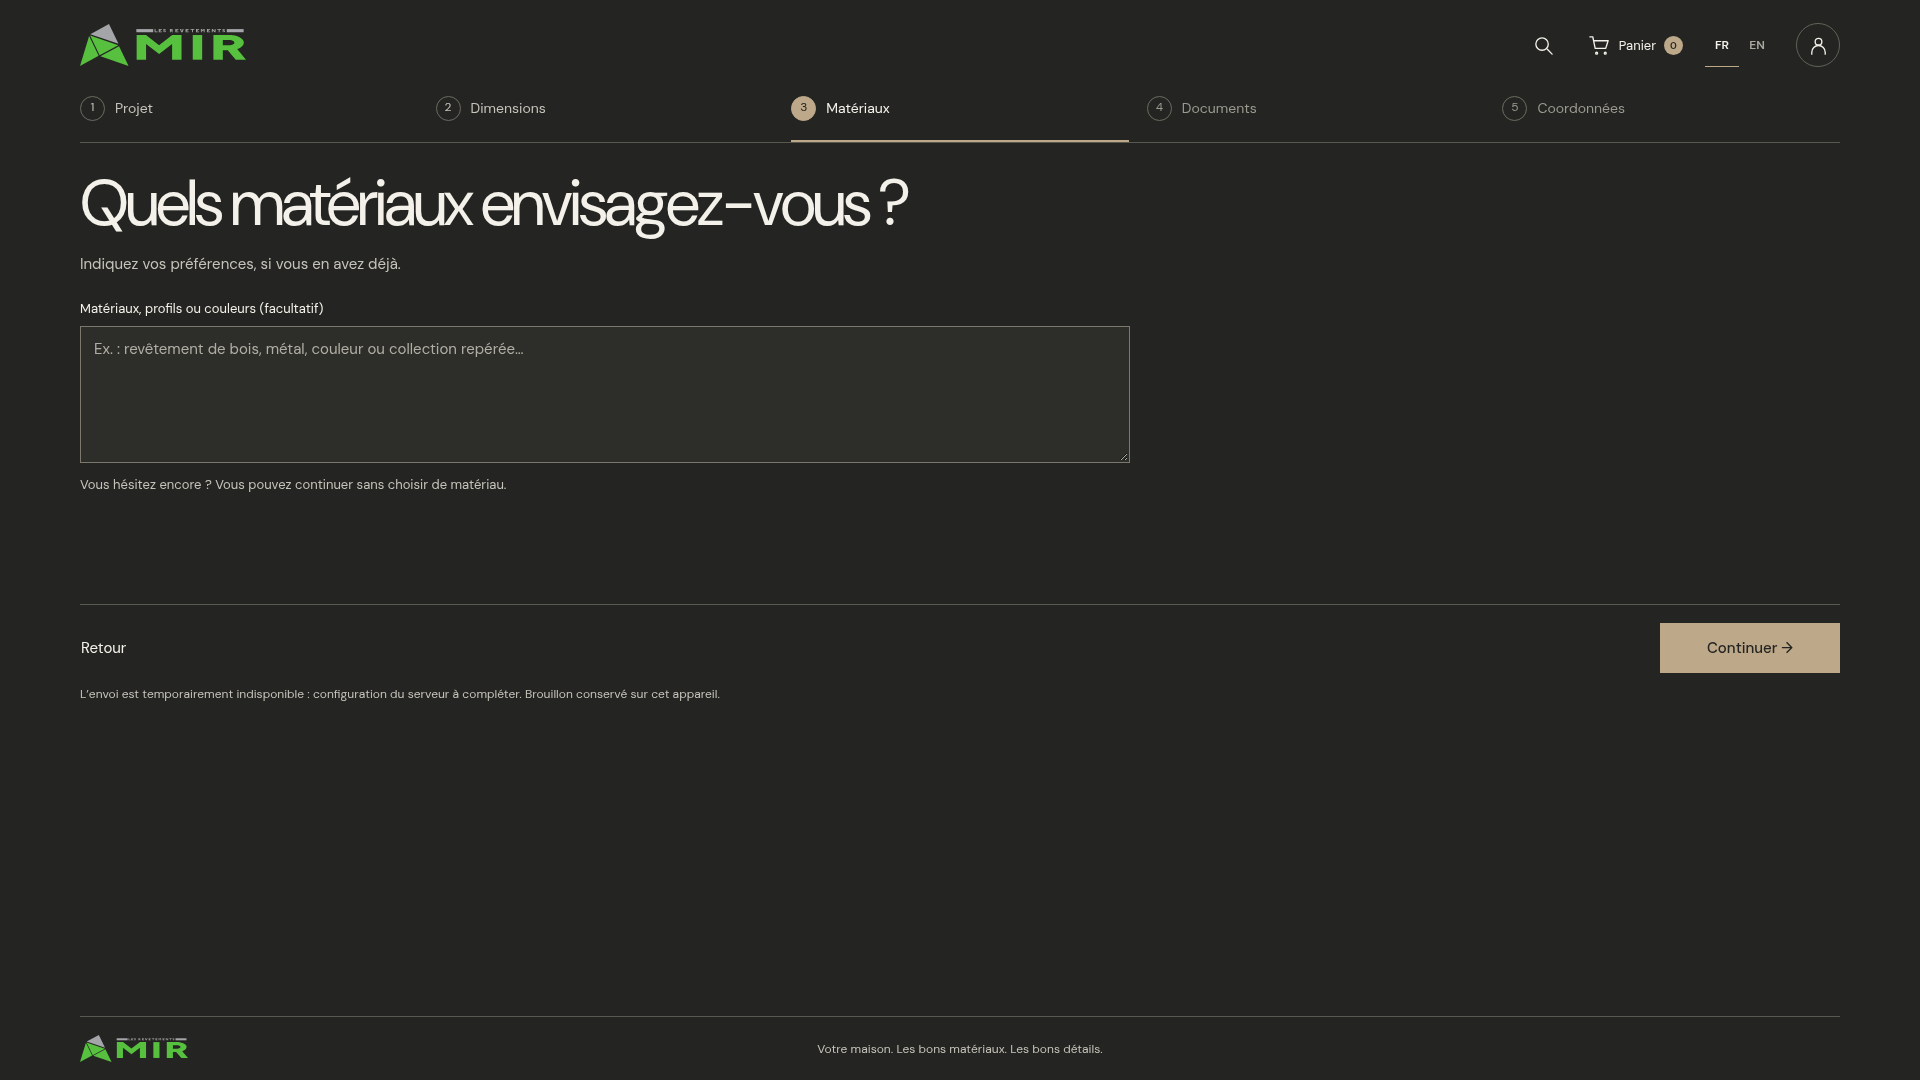 LES REVÊTEMENTS
MIR
Panier 0
FR EN
1 Projet
2 Dimensions
3 Matériaux
4 Documents
5 Coordonnées
Quels matériaux envisagez-vous ?
Indiquez vos préférences, si vous en avez déjà.
Matériaux, profils ou couleurs (facultatif)
Ex. : revêtement de bois, métal, couleur ou collection repérée…
Vous hésitez encore ? Vous pouvez continuer sans choisir de matériau.
Retour
Continuer →
L’envoi est temporairement indisponible : configuration du serveur à compléter. Brouillon conservé sur cet appareil.
LES REVÊTEMENTS
MIR
Votre maison. Les bons matériaux. Les bons détails.